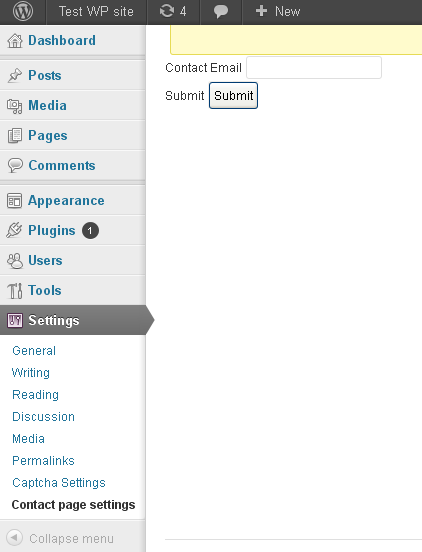 Test WP site 4 New
Dashboard
Posts
Media
Pages
Comments
Appearance
Plugins 1
Users
Tools
Settings
General
Writing
Reading
Discussion
Media
Permalinks
Captcha Settings
Contact page settings
Collapse menu
Contact Email
Submit Submit